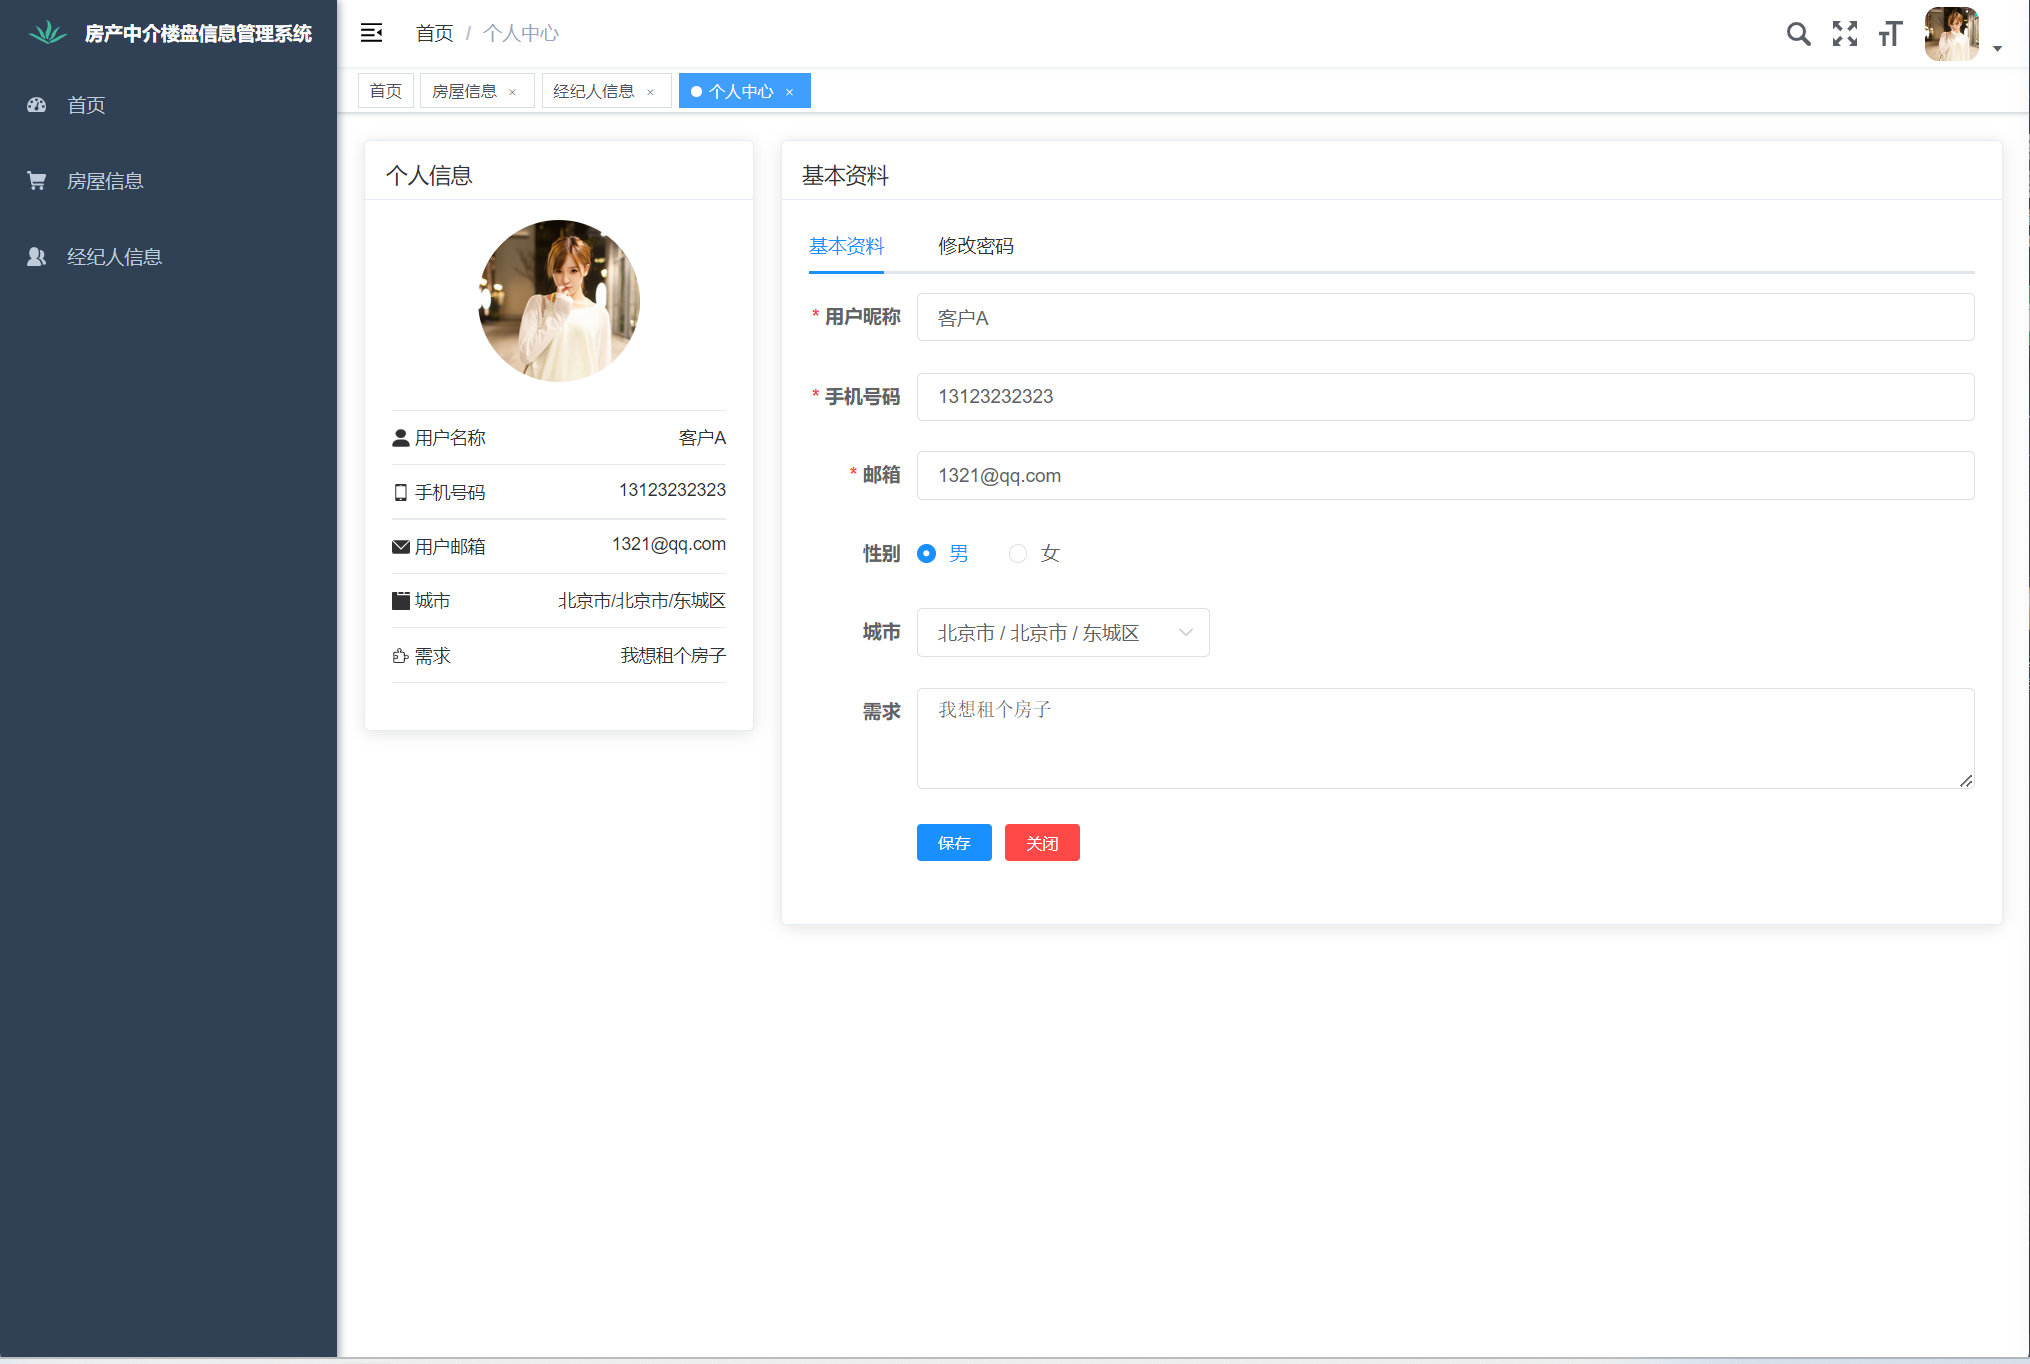 房产中介楼盘信息管理系统
首页
房屋信息
经纪人信息
首页 / 个人中心
首页 房屋信息 × 经纪人信息 × 个人中心 ×
个人信息
用户名称 客户A
手机号码 13123232323
用户邮箱 1321@qq.com
城市 北京市/北京市/东城区
需求 我想租个房子
基本资料
基本资料 修改密码
* 用户昵称 客户A
* 手机号码 13123232323
* 邮箱 1321@qq.com
性别 男 女
城市 北京市 / 北京市 / 东城区
需求 我想租个房子
保存 关闭